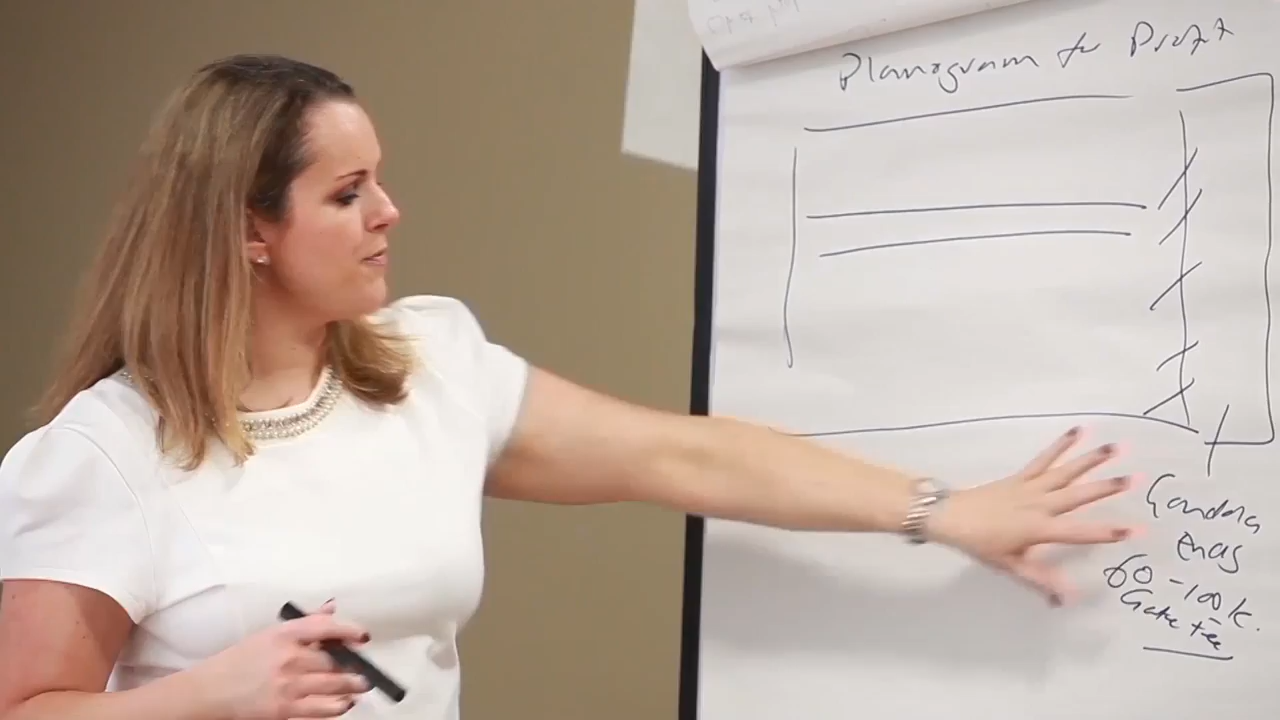 Planogram to Profit
Gondola
Ends
60-100k.
Gate fee